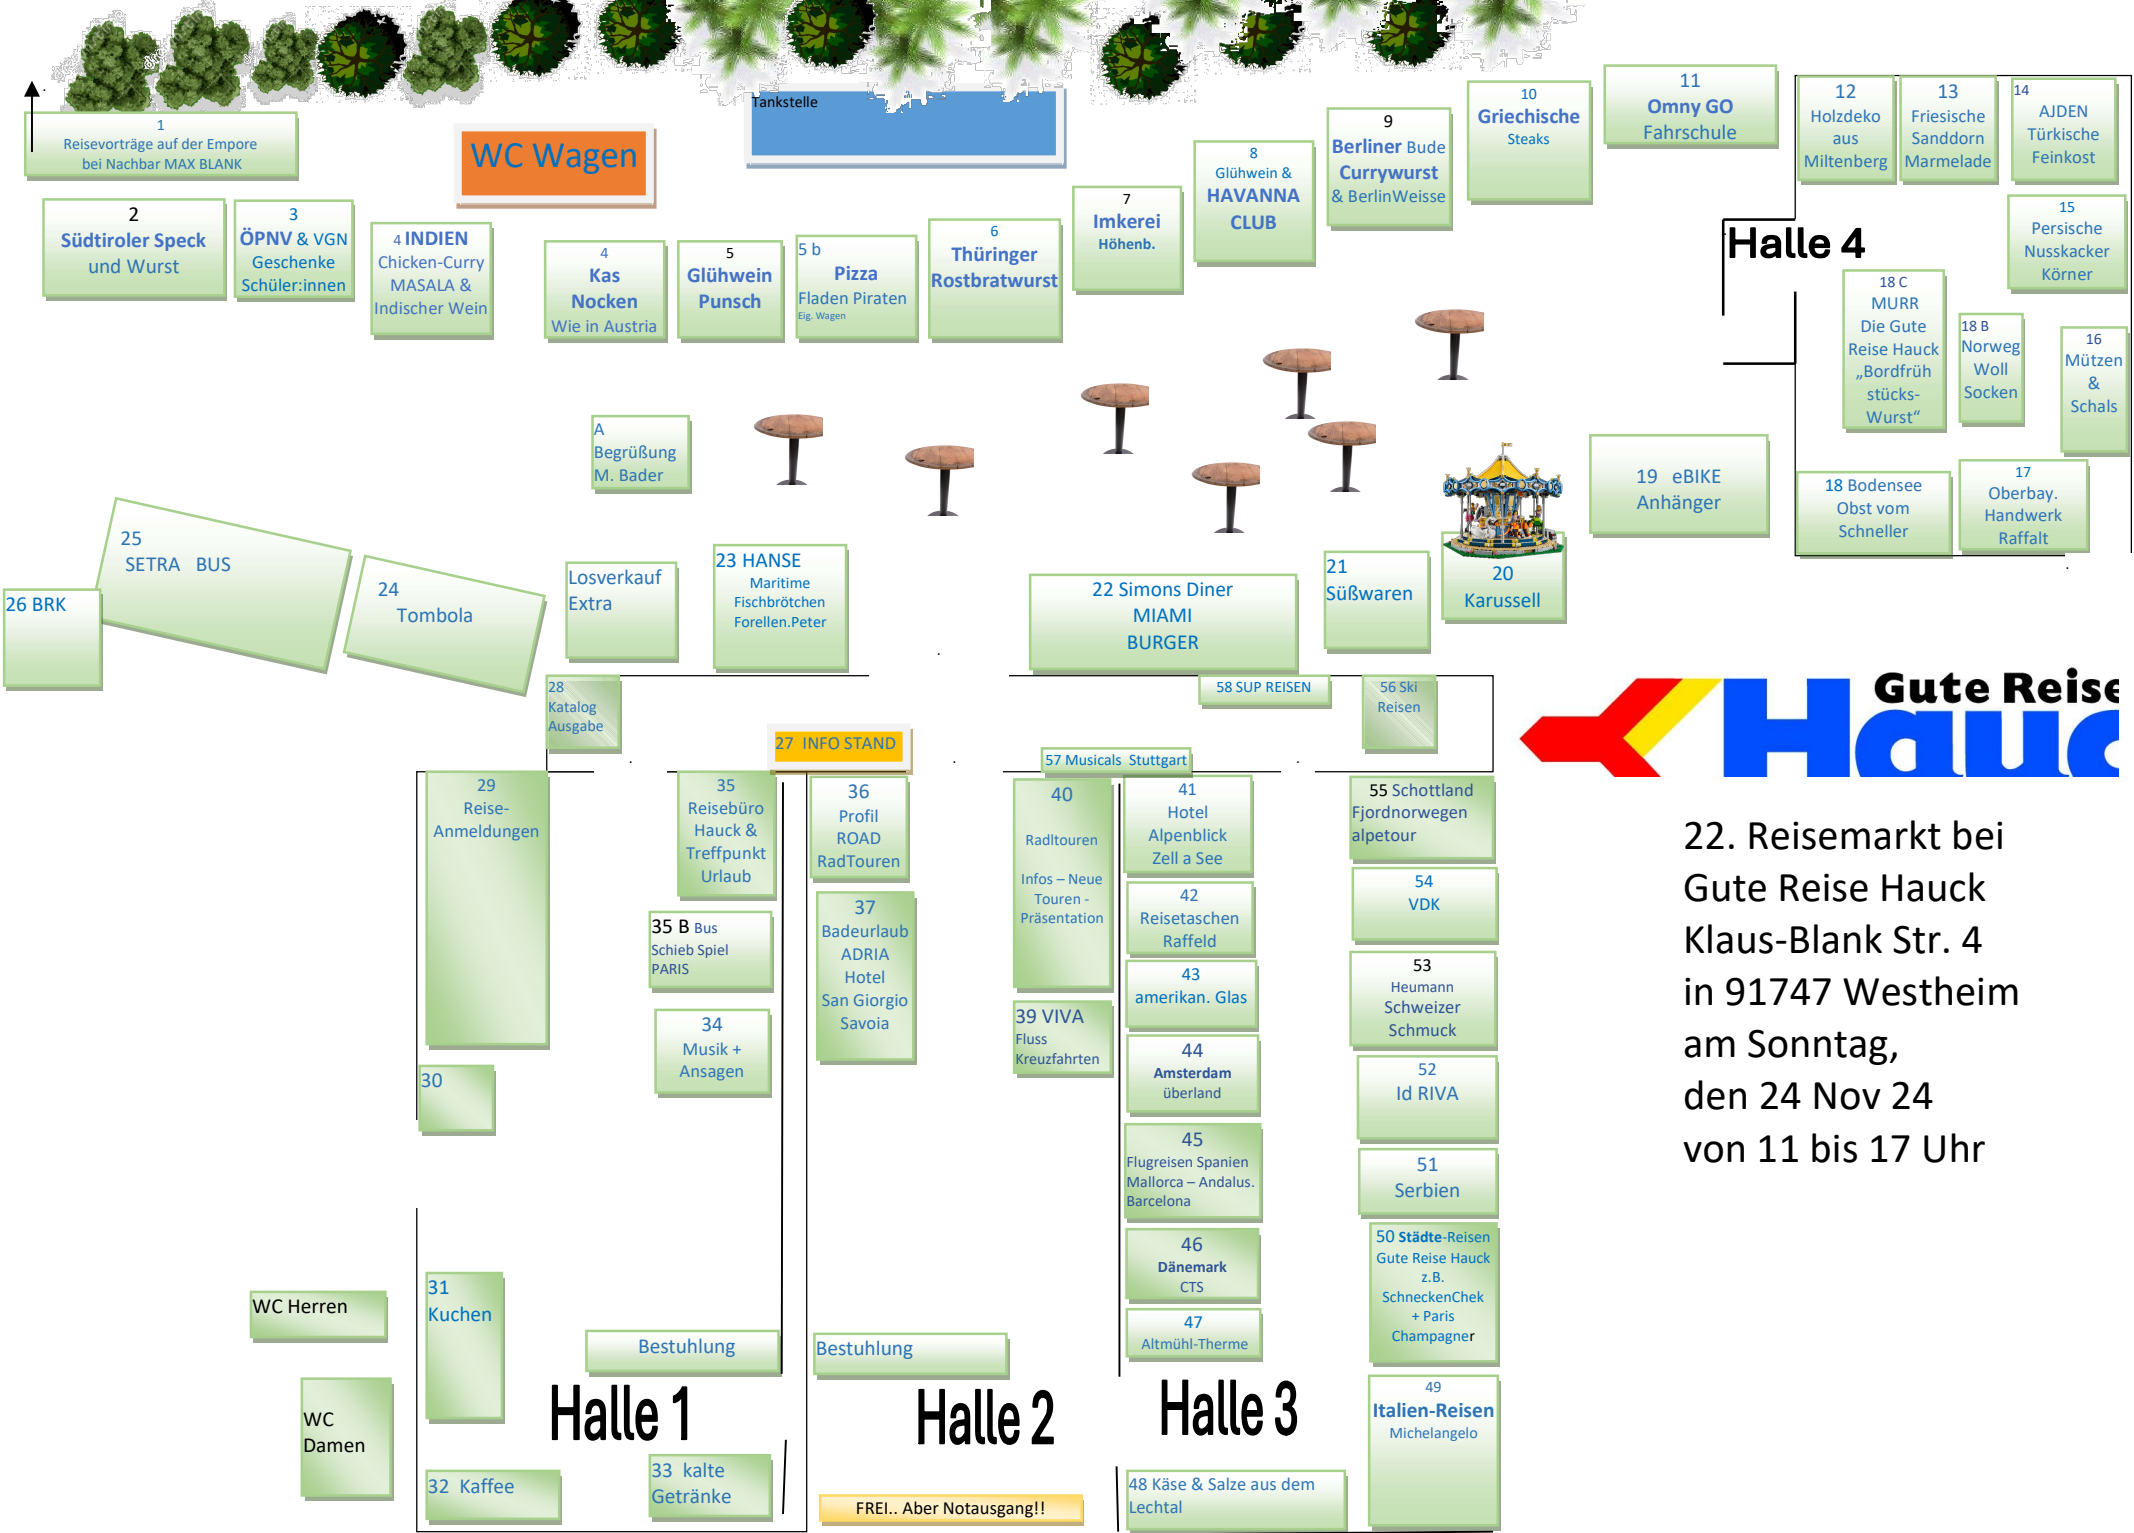 Tankstelle
1
Reisevorträge auf der Empore
bei Nachbar MAX BLANK
WC Wagen
2
Südtiroler Speck
und Wurst
3
ÖPNV & VGN
Geschenke
Schüler:innen
4 INDIEN
Chicken-Curry
MASALA &
Indischer Wein
4
Kas
Nocken
Wie in Austria
5
Glühwein
Punsch
5 b
Pizza
Fladen Piraten
Eig. Wagen
6
Thüringer
Rostbratwurst
7
Imkerei
Höhenb.
8
Glühwein &
HAVANNA
CLUB
9
Berliner Bude
Currywurst
& BerlinWeisse
10
Griechische
Steaks
11
Omny GO
Fahrschule
12
Holzdeko
aus
Miltenberg
13
Friesische
Sanddorn
Marmelade
14
AJDEN
Türkische
Feinkost
15
Persische
Nusskacker
Körner
Halle 4
18 C
MURR
Die Gute
Reise Hauck
„Bordfrüh
stücks-
Wurst“
18 B
Norweg
Woll
Socken
16
Mützen
&
Schals
18 Bodensee
Obst vom
Schneller
17
Oberbay.
Handwerk
Raffalt
19 eBIKE
Anhänger
A
Begrüßung
M. Bader
25
SETRA BUS
26 BRK
24
Tombola
Losverkauf
Extra
23 HANSE
Maritime
Fischbrötchen
Forellen.Peter
22 Simons Diner
MIAMI
BURGER
21
Süßwaren
20
Karussell
28
Katalog
Ausgabe
58 SUP REISEN
56 Ski
Reisen
27 INFO STAND
57 Musicals Stuttgart
Gute Reise
Hauc
22. Reisemarkt bei
Gute Reise Hauck
Klaus-Blank Str. 4
in 91747 Westheim
am Sonntag,
den 24 Nov 24
von 11 bis 17 Uhr
29
Reise-
Anmeldungen
35
Reisebüro
Hauck &
Treffpunkt
Urlaub
35 B Bus
Schieb Spiel
PARIS
34
Musik +
Ansagen
30
31
Kuchen
WC Herren
WC
Damen
Bestuhlung
Halle 1
32 Kaffee
33 kalte
Getränke
36
Profil
ROAD
RadTouren
37
Badeurlaub
ADRIA
Hotel
San Giorgio
Savoia
40
Radltouren
Infos – Neue
Touren -
Präsentation
39 VIVA
Fluss
Kreuzfahrten
Bestuhlung
Halle 2
FREI.. Aber Notausgang!!
41
Hotel
Alpenblick
Zell a See
42
Reisetaschen
Raffeld
43
amerikan. Glas
44
Amsterdam
überland
45
Flugreisen Spanien
Mallorca – Andalus.
Barcelona
46
Dänemark
CTS
47
Altmühl-Therme
Halle 3
48 Käse & Salze aus dem
Lechtal
55 Schottland
Fjordnorwegen
alpetour
54
VDK
53
Heumann
Schweizer
Schmuck
52
Id RIVA
51
Serbien
50 Städte-Reisen
Gute Reise Hauck
z.B.
SchneckenChek
+ Paris
Champagner
49
Italien-Reisen
Michelangelo